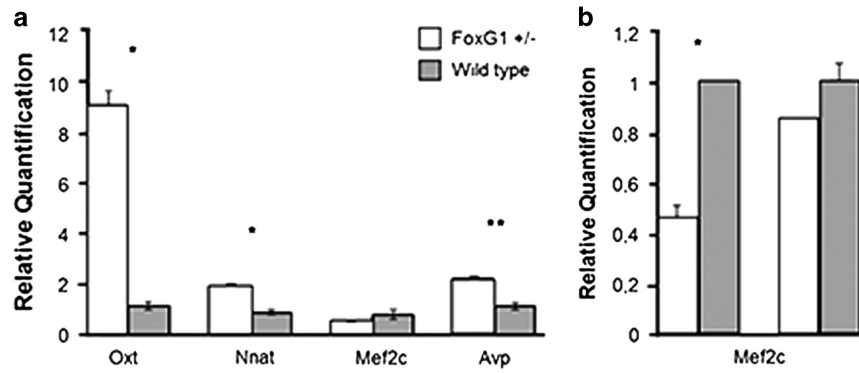 a
Relative Quantification
12
10
8
6
4
2
0
*
*
**
FoxG1 +/-
Wild type
Oxt
Nnat
Mef2c
Avp
b
Relative Quantification
1,2
1
0.8
0.6
0.4
0,2
0
*
Mef2c